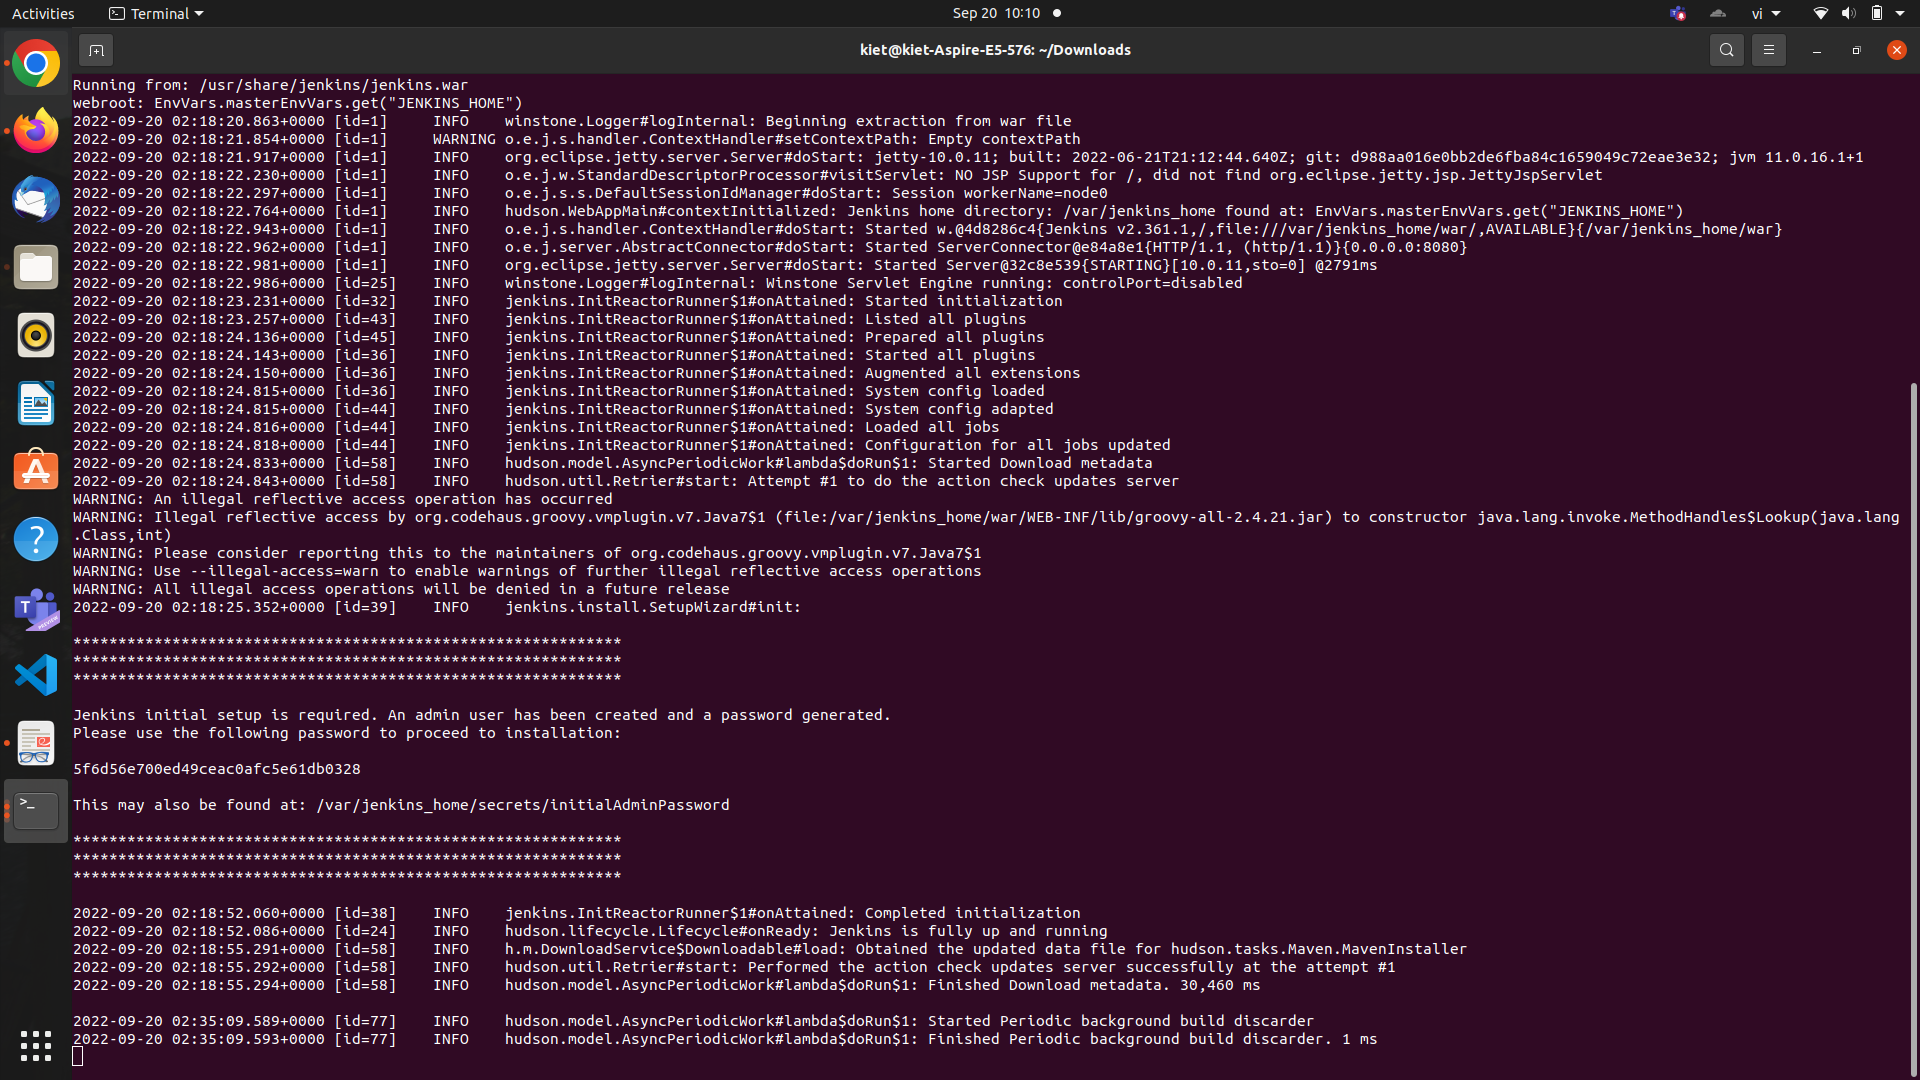 Activities
Terminal
Sep 20 10:10
vi
kiet@kiet-Aspire-E5-576: ~/Downloads
Running from: /usr/share/jenkins/jenkins.war
webroot: EnvVars.masterEnvVars.get("JENKINS_HOME")
2022-09-20 02:18:20.863+0000 [id=1] INFO winstone.Logger#logInternal: Beginning extraction from war file
2022-09-20 02:18:21.854+0000 [id=1] WARNING o.e.j.s.handler.ContextHandler#setContextPath: Empty contextPath
2022-09-20 02:18:21.917+0000 [id=1] INFO org.eclipse.jetty.server.Server#doStart: jetty-10.0.11; built: 2022-06-21T21:12:44.640Z; git: d988aa016e0bb2de6fba84c1659049c72eae3e32; jvm 11.0.16.1+1
2022-09-20 02:18:22.230+0000 [id=1] INFO o.e.j.w.StandardDescriptorProcessor#visitServlet: NO JSP Support for /, did not find org.eclipse.jetty.jsp.JettyJspServlet
2022-09-20 02:18:22.297+0000 [id=1] INFO o.e.j.s.s.DefaultSessionIdManager#doStart: Session workerName=node0
2022-09-20 02:18:22.764+0000 [id=1] INFO hudson.WebAppMain#contextInitialized: Jenkins home directory: /var/jenkins_home found at: EnvVars.masterEnvVars.get("JENKINS_HOME")
2022-09-20 02:18:22.943+0000 [id=1] INFO o.e.j.s.handler.ContextHandler#doStart: Started w.@4d8286c4{Jenkins v2.361.1,/,file:///var/jenkins_home/war/,AVAILABLE}{/var/jenkins_home/war}
2022-09-20 02:18:22.962+0000 [id=1] INFO o.e.j.server.AbstractConnector#doStart: Started ServerConnector@e84a8e1{HTTP/1.1, (http/1.1)}{0.0.0.0:8080}
2022-09-20 02:18:22.981+0000 [id=1] INFO org.eclipse.jetty.server.Server#doStart: Started Server@32c8e539{STARTING}[10.0.11,sto=0] @2791ms
2022-09-20 02:18:22.986+0000 [id=25] INFO winstone.Logger#logInternal: Winstone Servlet Engine running: controlPort=disabled
2022-09-20 02:18:23.231+0000 [id=32] INFO jenkins.InitReactorRunner$1#onAttained: Started initialization
2022-09-20 02:18:23.257+0000 [id=43] INFO jenkins.InitReactorRunner$1#onAttained: Listed all plugins
2022-09-20 02:18:24.136+0000 [id=45] INFO jenkins.InitReactorRunner$1#onAttained: Prepared all plugins
2022-09-20 02:18:24.143+0000 [id=36] INFO jenkins.InitReactorRunner$1#onAttained: Started all plugins
2022-09-20 02:18:24.150+0000 [id=36] INFO jenkins.InitReactorRunner$1#onAttained: Augmented all extensions
2022-09-20 02:18:24.815+0000 [id=36] INFO jenkins.InitReactorRunner$1#onAttained: System config loaded
2022-09-20 02:18:24.815+0000 [id=44] INFO jenkins.InitReactorRunner$1#onAttained: System config adapted
2022-09-20 02:18:24.816+0000 [id=44] INFO jenkins.InitReactorRunner$1#onAttained: Loaded all jobs
2022-09-20 02:18:24.818+0000 [id=44] INFO jenkins.InitReactorRunner$1#onAttained: Configuration for all jobs updated
2022-09-20 02:18:24.833+0000 [id=58] INFO hudson.model.AsyncPeriodicWork#lambda$doRun$1: Started Download metadata
2022-09-20 02:18:24.843+0000 [id=58] INFO hudson.util.Retrier#start: Attempt #1 to do the action check updates server
WARNING: An illegal reflective access operation has occurred
WARNING: Illegal reflective access by org.codehaus.groovy.vmplugin.v7.Java7$1 (file:/var/jenkins_home/war/WEB-INF/lib/groovy-all-2.4.21.jar) to constructor java.lang.invoke.MethodHandles$Lookup(java.lang
.Class,int)
WARNING: Please consider reporting this to the maintainers of org.codehaus.groovy.vmplugin.v7.Java7$1
WARNING: Use --illegal-access=warn to enable warnings of further illegal reflective access operations
WARNING: All illegal access operations will be denied in a future release
2022-09-20 02:18:25.352+0000 [id=39] INFO jenkins.install.SetupWizard#init:
*************************************************************
*************************************************************
*************************************************************
Jenkins initial setup is required. An admin user has been created and a password generated.
Please use the following password to proceed to installation:
5f6d56e700ed49ceac0afc5e61db0328
This may also be found at: /var/jenkins_home/secrets/initialAdminPassword
*************************************************************
*************************************************************
*************************************************************
2022-09-20 02:18:52.060+0000 [id=38] INFO jenkins.InitReactorRunner$1#onAttained: Completed initialization
2022-09-20 02:18:52.086+0000 [id=24] INFO hudson.lifecycle.Lifecycle#onReady: Jenkins is fully up and running
2022-09-20 02:18:55.291+0000 [id=58] INFO h.m.DownloadService$Downloadable#load: Obtained the updated data file for hudson.tasks.Maven.MavenInstaller
2022-09-20 02:18:55.292+0000 [id=58] INFO hudson.util.Retrier#start: Performed the action check updates server successfully at the attempt #1
2022-09-20 02:18:55.294+0000 [id=58] INFO hudson.model.AsyncPeriodicWork#lambda$doRun$1: Finished Download metadata. 30,460 ms
2022-09-20 02:35:09.589+0000 [id=77] INFO hudson.model.AsyncPeriodicWork#lambda$doRun$1: Started Periodic background build discarder
2022-09-20 02:35:09.593+0000 [id=77] INFO hudson.model.AsyncPeriodicWork#lambda$doRun$1: Finished Periodic background build discarder. 1 ms